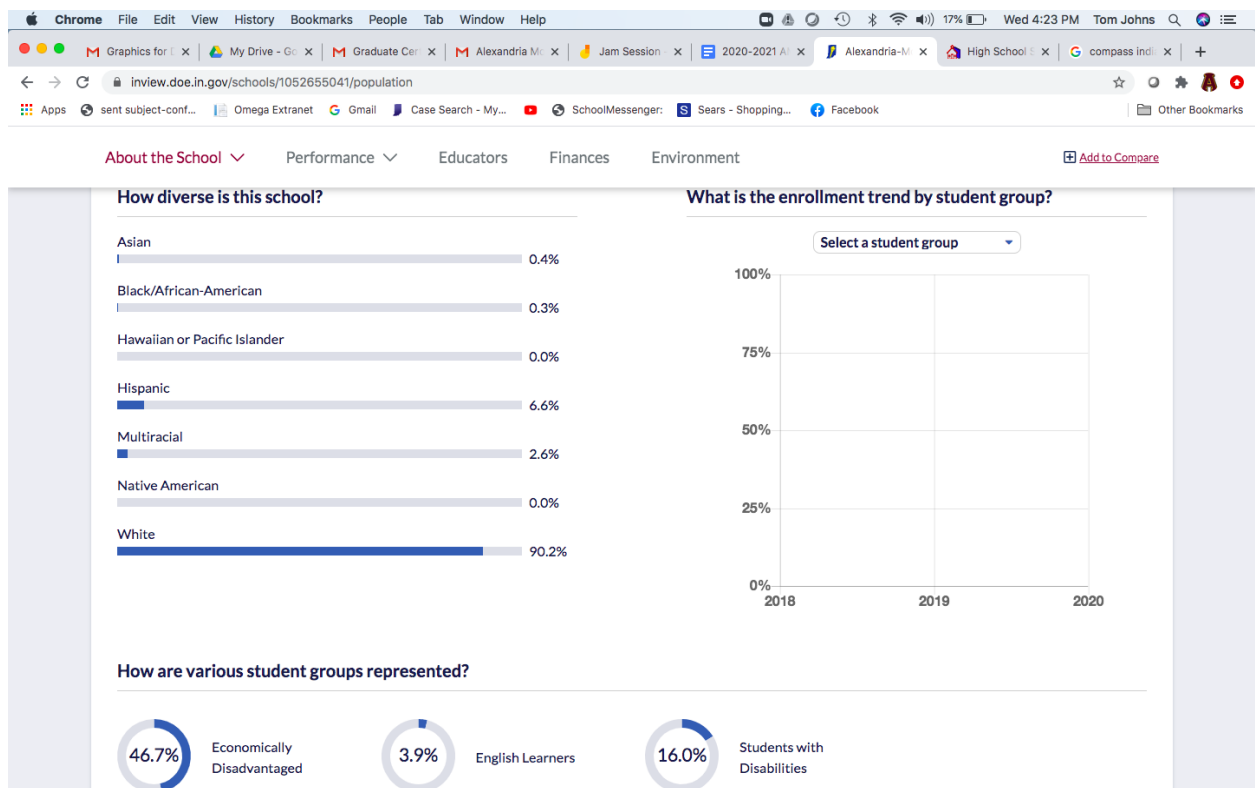 Chrome File Edit View History Bookmarks People Tab Window Help 17% Wed 4:23 PM Tom Johns
Graphics for My Drive - Go Graduate Cer Alexandria Mo Jam Session - 2020-2021 Al Alexandria-M High School S compass indi
inview.doe.in.gov/schools/1052655041/population
Apps sent subject-conf... Omega Extranet Gmail Case Search - My... SchoolMessenger: Sears - Shopping... Facebook Other Bookmarks
About the School Performance Educators Finances Environment Add to Compare
How diverse is this school?
Asian
0.4%
Black/African-American
0.3%
Hawaiian or Pacific Islander
0.0%
Hispanic
6.6%
Multiracial
2.6%
Native American
0.0%
White
90.2%
What is the enrollment trend by student group?
Select a student group
100%
75%
50%
25%
0%
2018 2019 2020
How are various student groups represented?
46.7% Economically
Disadvantaged
3.9% English Learners
16.0% Students with
Disabilities